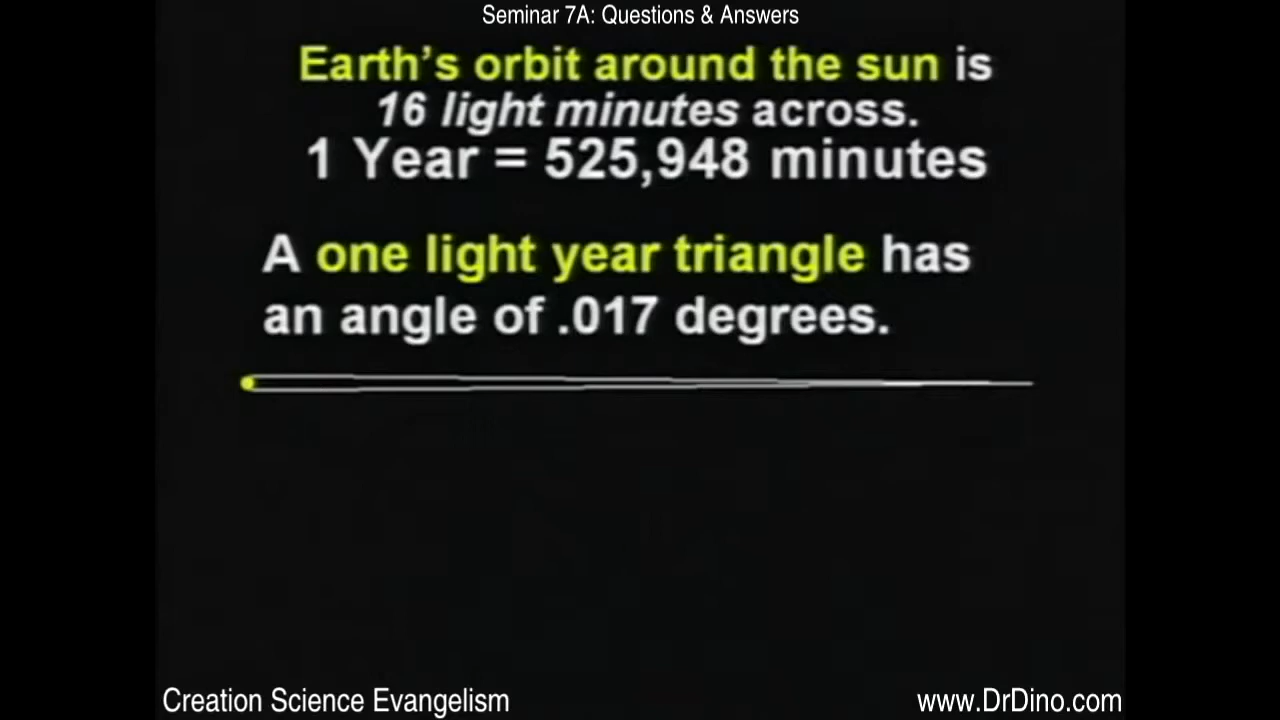 Seminar 7A: Questions & Answers
Earth's orbit around the sun is
16 light minutes across.
1 Year = 525,948 minutes
A one light year triangle has
an angle of .017 degrees.
Creation Science Evangelism
www.DrDino.com